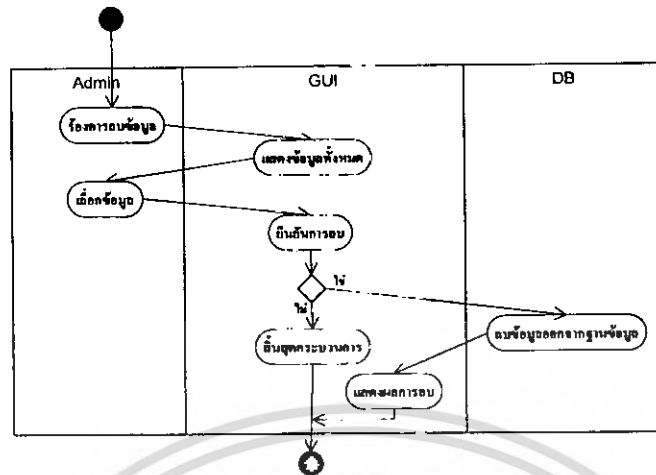 Admin
GUI
DB
ร้องการลบข้อมูล
แสดงข้อมูลทั้งหมด
เลือกข้อมูล
ยืนยันการลบ
ใช่
ไม่
ลบข้อมูลออกจากฐานข้อมูล
สิ้นสุดกระบวนการ
แสดงผลการลบ